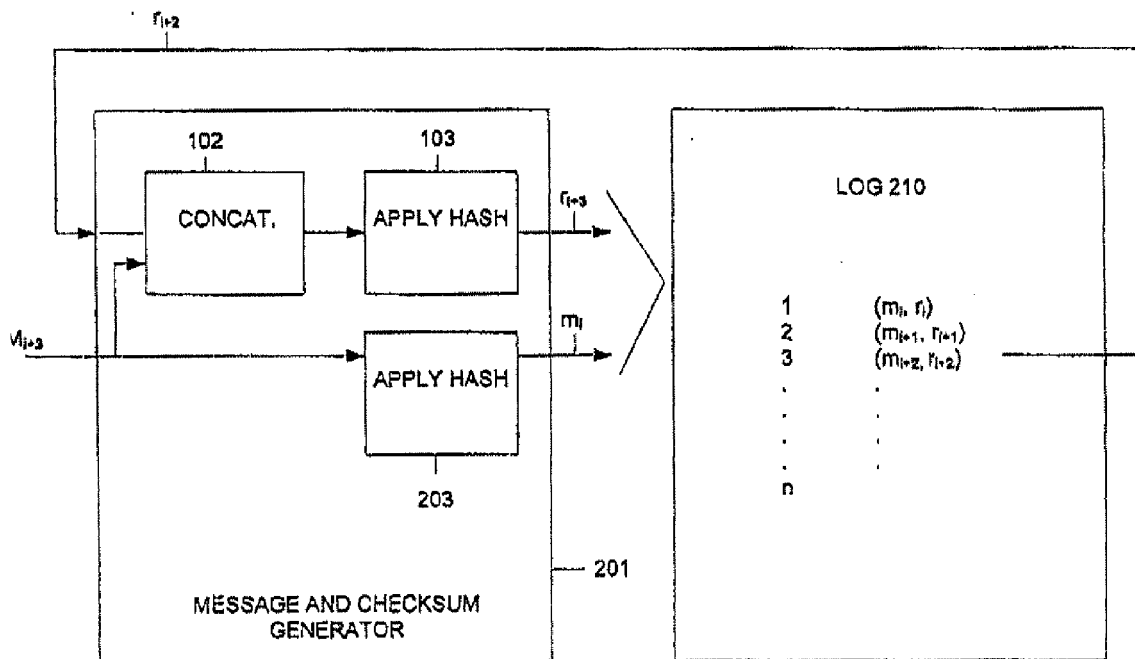 r_{i+2}
102
103
CONCAT.
APPLY HASH
r_{i+3}
LOG 210
M_{i+3}
m_i
APPLY HASH
1 (m_i, r_i)
2 (m_{i+1}, r_{i+1})
3 (m_{i+2}, r_{i+2})
. .
. .
. .
. .
n
203
201
MESSAGE AND CHECKSUM
GENERATOR